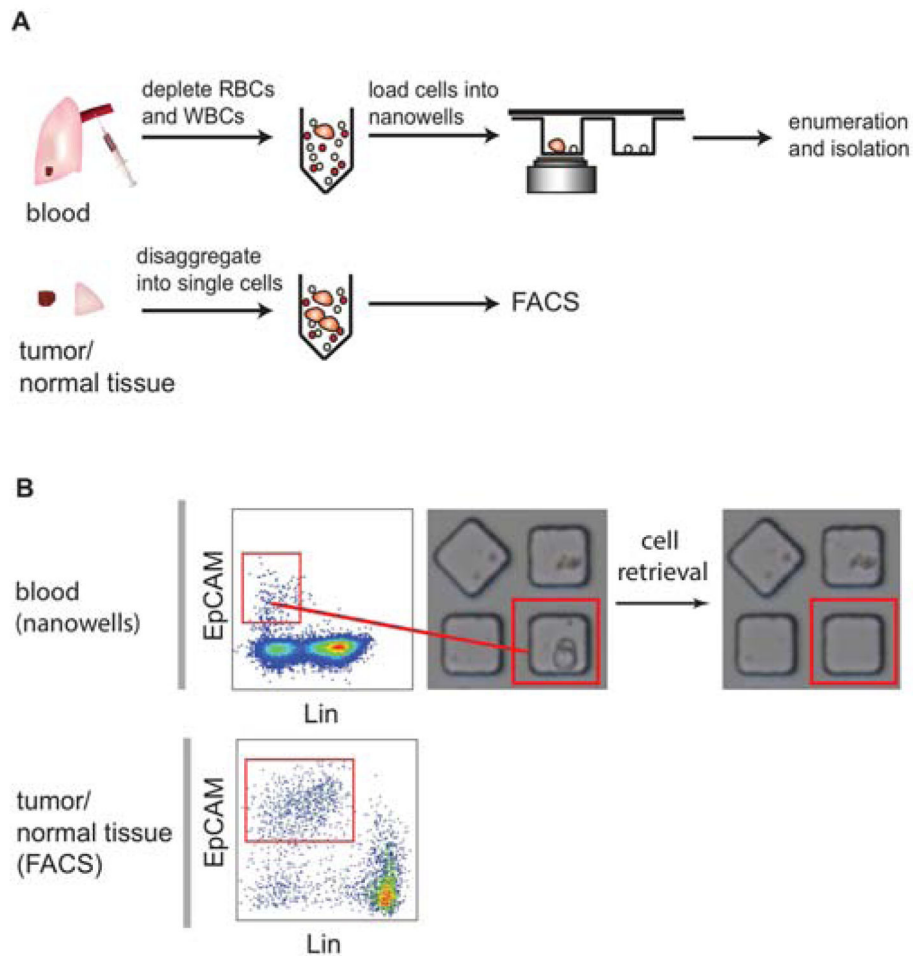 A
deplete RBCs
and WBCs
load cells into
nanowells
enumeration
and isolation
blood
disaggregate
into single cells
FACS
tumor/
normal tissue
B
blood
(nanowells)
EpCAM
Lin
cell
retrieval
tumor/
normal tissue
(FACS)
EpCAM
Lin